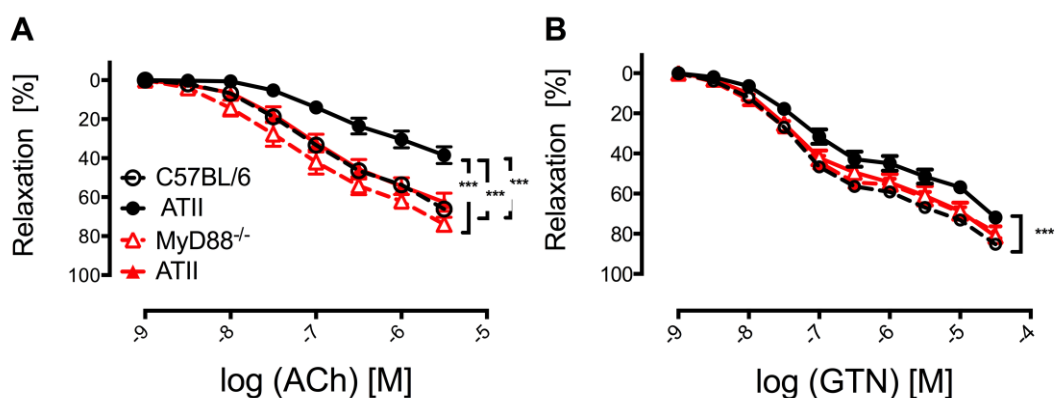 A
Relaxation [%]
0
20
40
60
80
100
C57BL/6
ATII
MyD88-/-
ATII
***
***
***
-9
-8
-7
-6
-5
log (ACh) [M]
B
Relaxation [%]
0
20
40
60
80
100
***
-9
-8
-7
-6
-5
-4
log (GTN) [M]